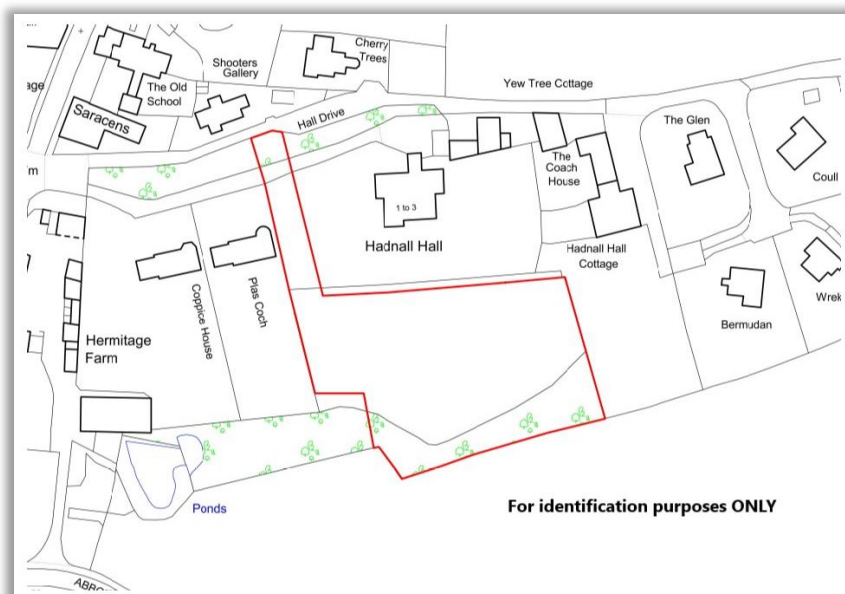 Cherry
Trees
Shooters
Gallery
The Old
School
Saracens
Yew Tree Cottage
Hall Drive
The Glen
The
Coach
House
Coull
1 to 3
Hadnall Hall
Hadnall Hall
Cottage
Plas Coch
Coppice House
Bermudan
Wrek
Hermitage
Farm
Ponds
For identification purposes ONLY